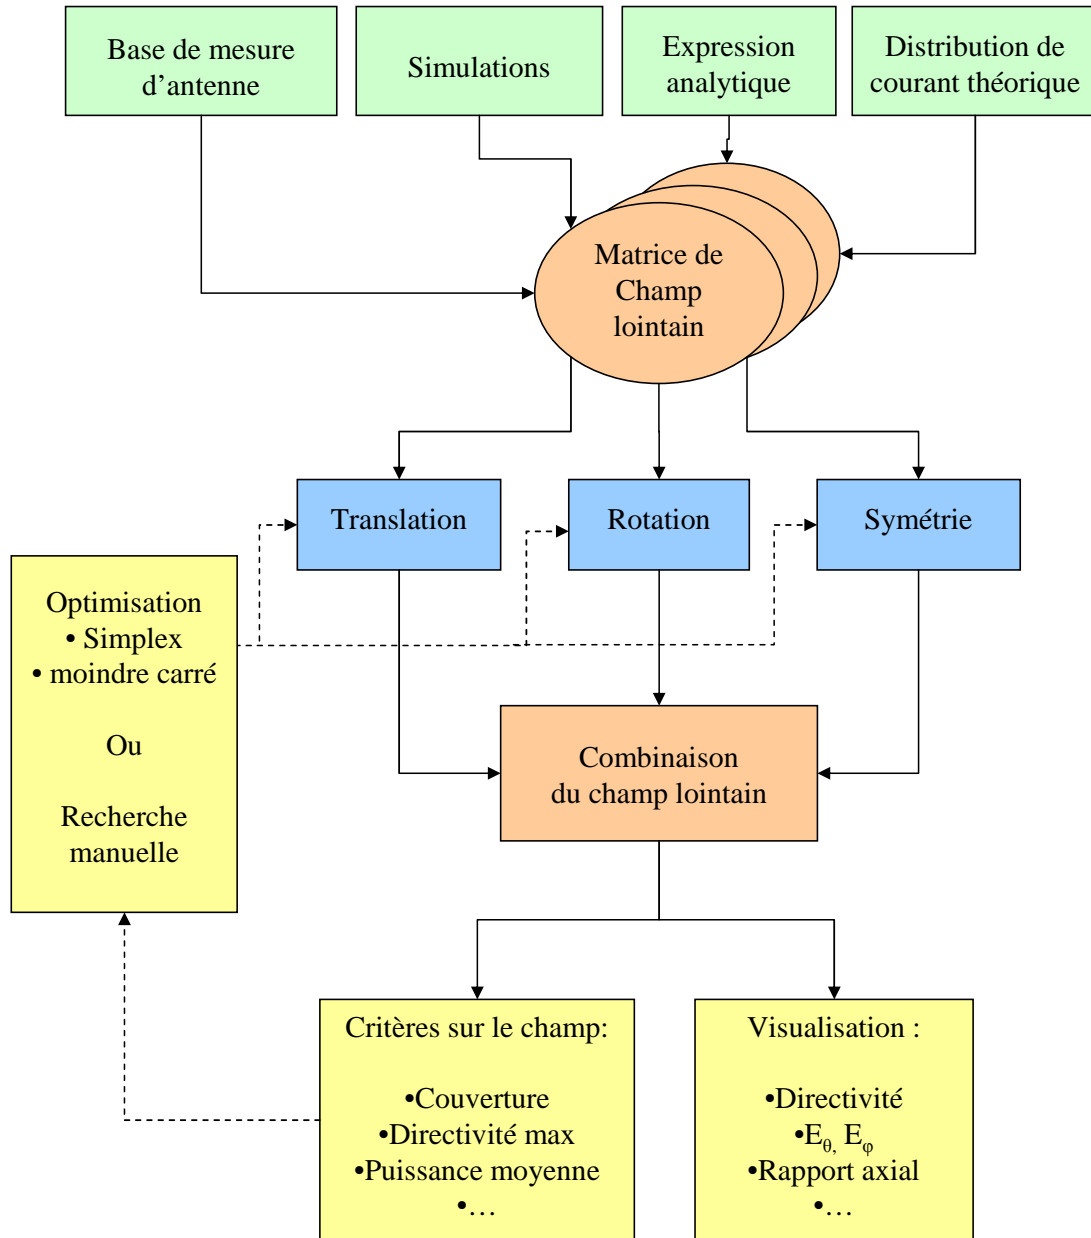 Base de mesure
d’antenne
Simulations
Expression
analytique
Distribution de
courant théorique
Matrice de
Champ
lointain
Translation
Rotation
Symétrie
Optimisation
• Simplex
• moindre carré
Ou
Recherche
manuelle
Combinaison
du champ lointain
Critères sur le champ:
•Couverture
•Directivité max
•Puissance moyenne
•…
Visualisation :
•Directivité
•Eθ, Eφ
•Rapport axial
•…